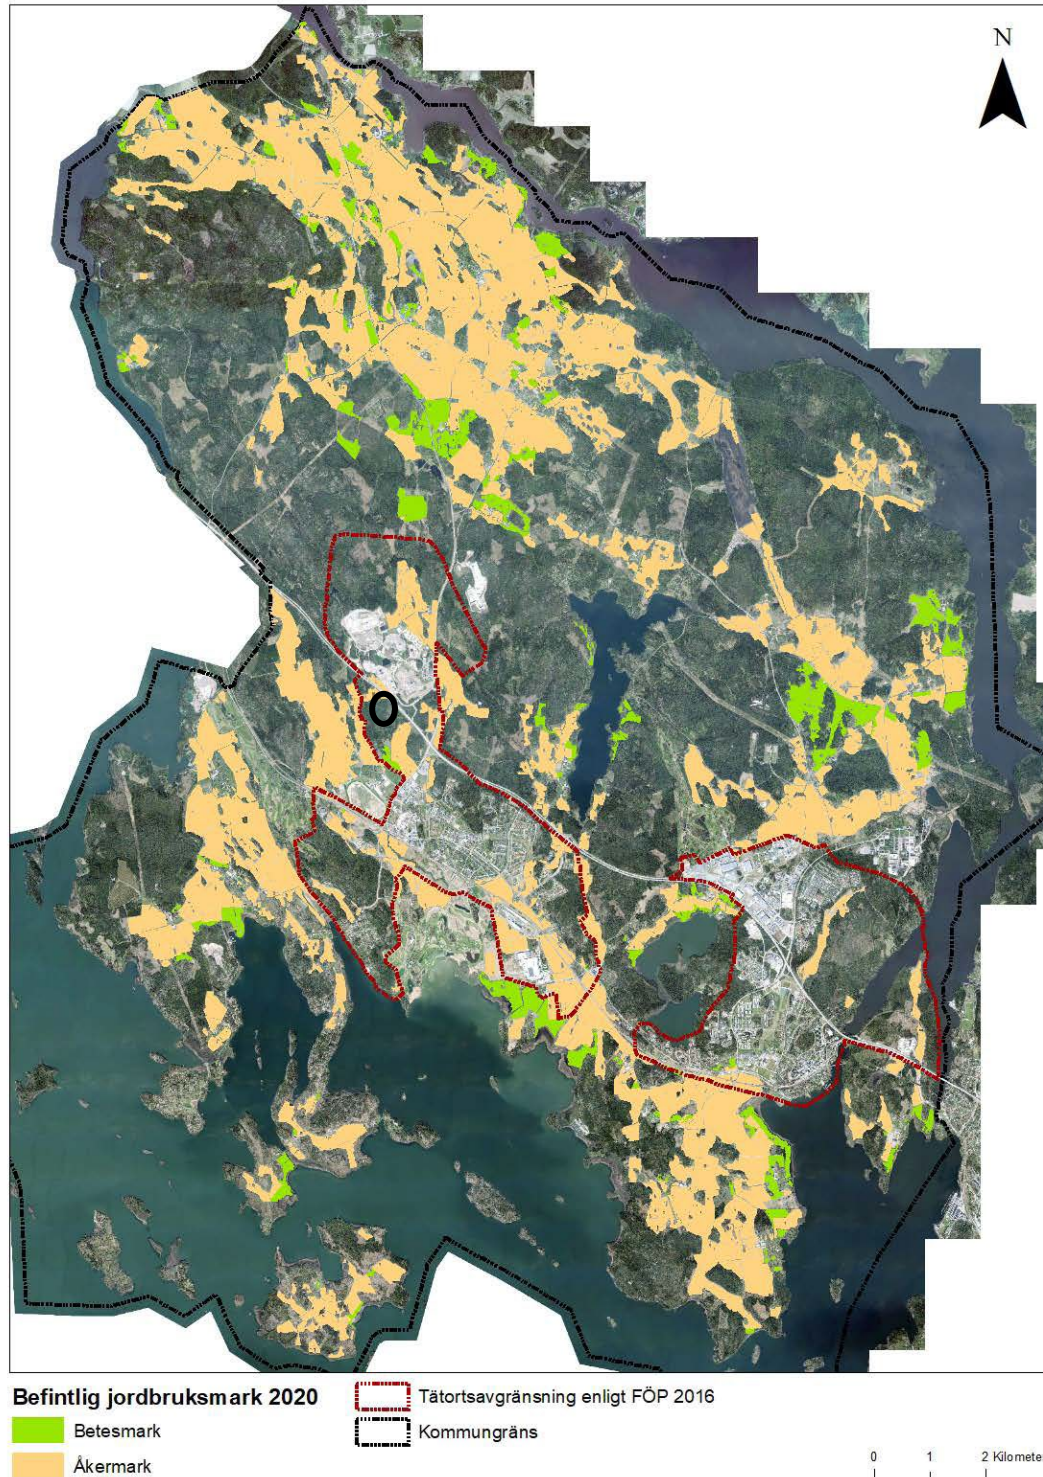 N
Befintlig jordbruksmark 2020
Betesmark
Åkermark
Tätortsavgränsning enligt FÖP 2016
Kommungräns
0 1 2 Kilomete